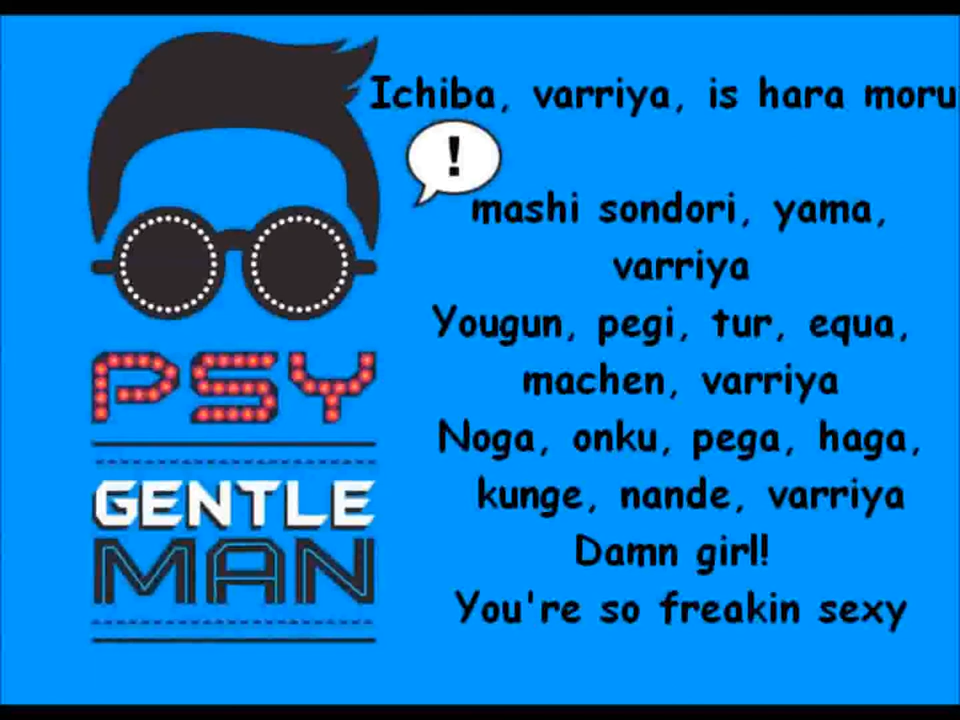 Ichiba, varriya, is hara moru
!
mashi sondori, yama,
varriya
Yougun, pegi, tur, equa,
machen, varriya
Noga, onku, pega, haga,
kunge, nande, varriya
Damn girl!
You're so freakin sexy
PSY
GENTLE
MAN